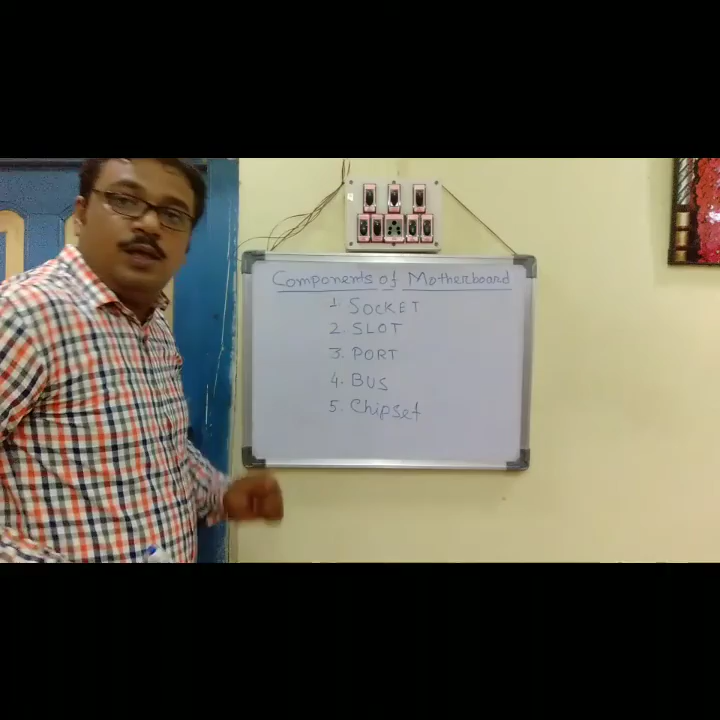 Components of Motherboard
1. SOCKET
2. SLOT
3. PORT
4. BUS
5. Chipset